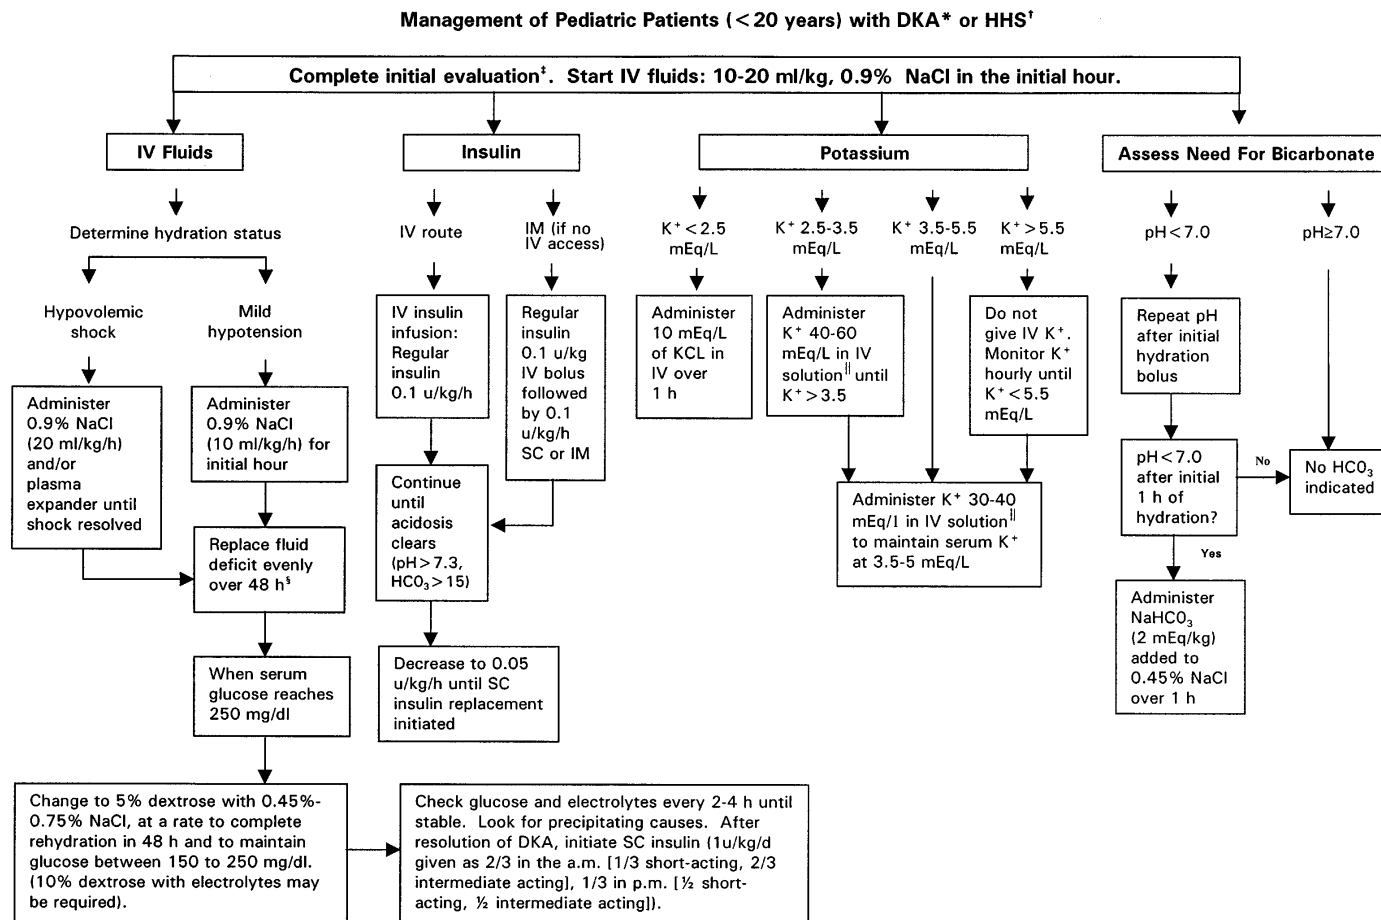 Management of Pediatric Patients (<20 years) with DKA* or HHS†
Complete initial evaluation‡. Start IV fluids: 10-20 ml/kg, 0.9% NaCl in the initial hour.
IV Fluids
Determine hydration status
Hypovolemic
shock
Mild
hypotension
Administer
0.9% NaCl
(20 ml/kg/h)
and/or
plasma
expander until
shock resolved
Administer
0.9% NaCl
(10 ml/kg/h) for
initial hour
Replace fluid
deficit evenly
over 48 h§
When serum
glucose reaches
250 mg/dl
Change to 5% dextrose with 0.45%-
0.75% NaCl, at a rate to complete
rehydration in 48 h and to maintain
glucose between 150 to 250 mg/dl.
(10% dextrose with electrolytes may
be required).
Check glucose and electrolytes every 2-4 h until
stable. Look for precipitating causes. After
resolution of DKA, initiate SC insulin (1u/kg/d
given as 2/3 in the a.m. [1/3 short-acting, 2/3
intermediate acting], 1/3 in p.m. [½ short-
acting, ½ intermediate acting]).
Insulin
IV route
IV insulin
infusion:
Regular
insulin
0.1 u/kg/h
IM (if no
IV access)
Regular
insulin
0.1 u/kg
IV bolus
followed
by 0.1
u/kg/h
SC or IM
Continue
until
acidosis
clears
(pH>7.3,
HCO₃>15)
Decrease to 0.05
u/kg/h until SC
insulin replacement
initiated
Potassium
K⁺<2.5
mEq/L
Administer
10 mEq/L
of KCL in
IV over
1 h
K⁺ 2.5-3.5
mEq/L
Administer
K⁺ 40-60
mEq/L in IV
solution‖ until
K⁺>3.5
K⁺ 3.5-5.5
mEq/L
K⁺>5.5
mEq/L
Do not
give IV K⁺.
Monitor K⁺
hourly until
K⁺<5.5
mEq/L
Administer K⁺ 30-40
mEq/l in IV solution‖
to maintain serum K⁺
at 3.5-5 mEq/L
Assess Need For Bicarbonate
pH<7.0
Repeat pH
after initial
hydration
bolus
pH<7.0
after initial
1 h of
hydration?
No
Yes
Administer
NaHCO₃
(2 mEq/kg)
added to
0.45% NaCl
over 1 h
pH≥7.0
No HCO₃
indicated